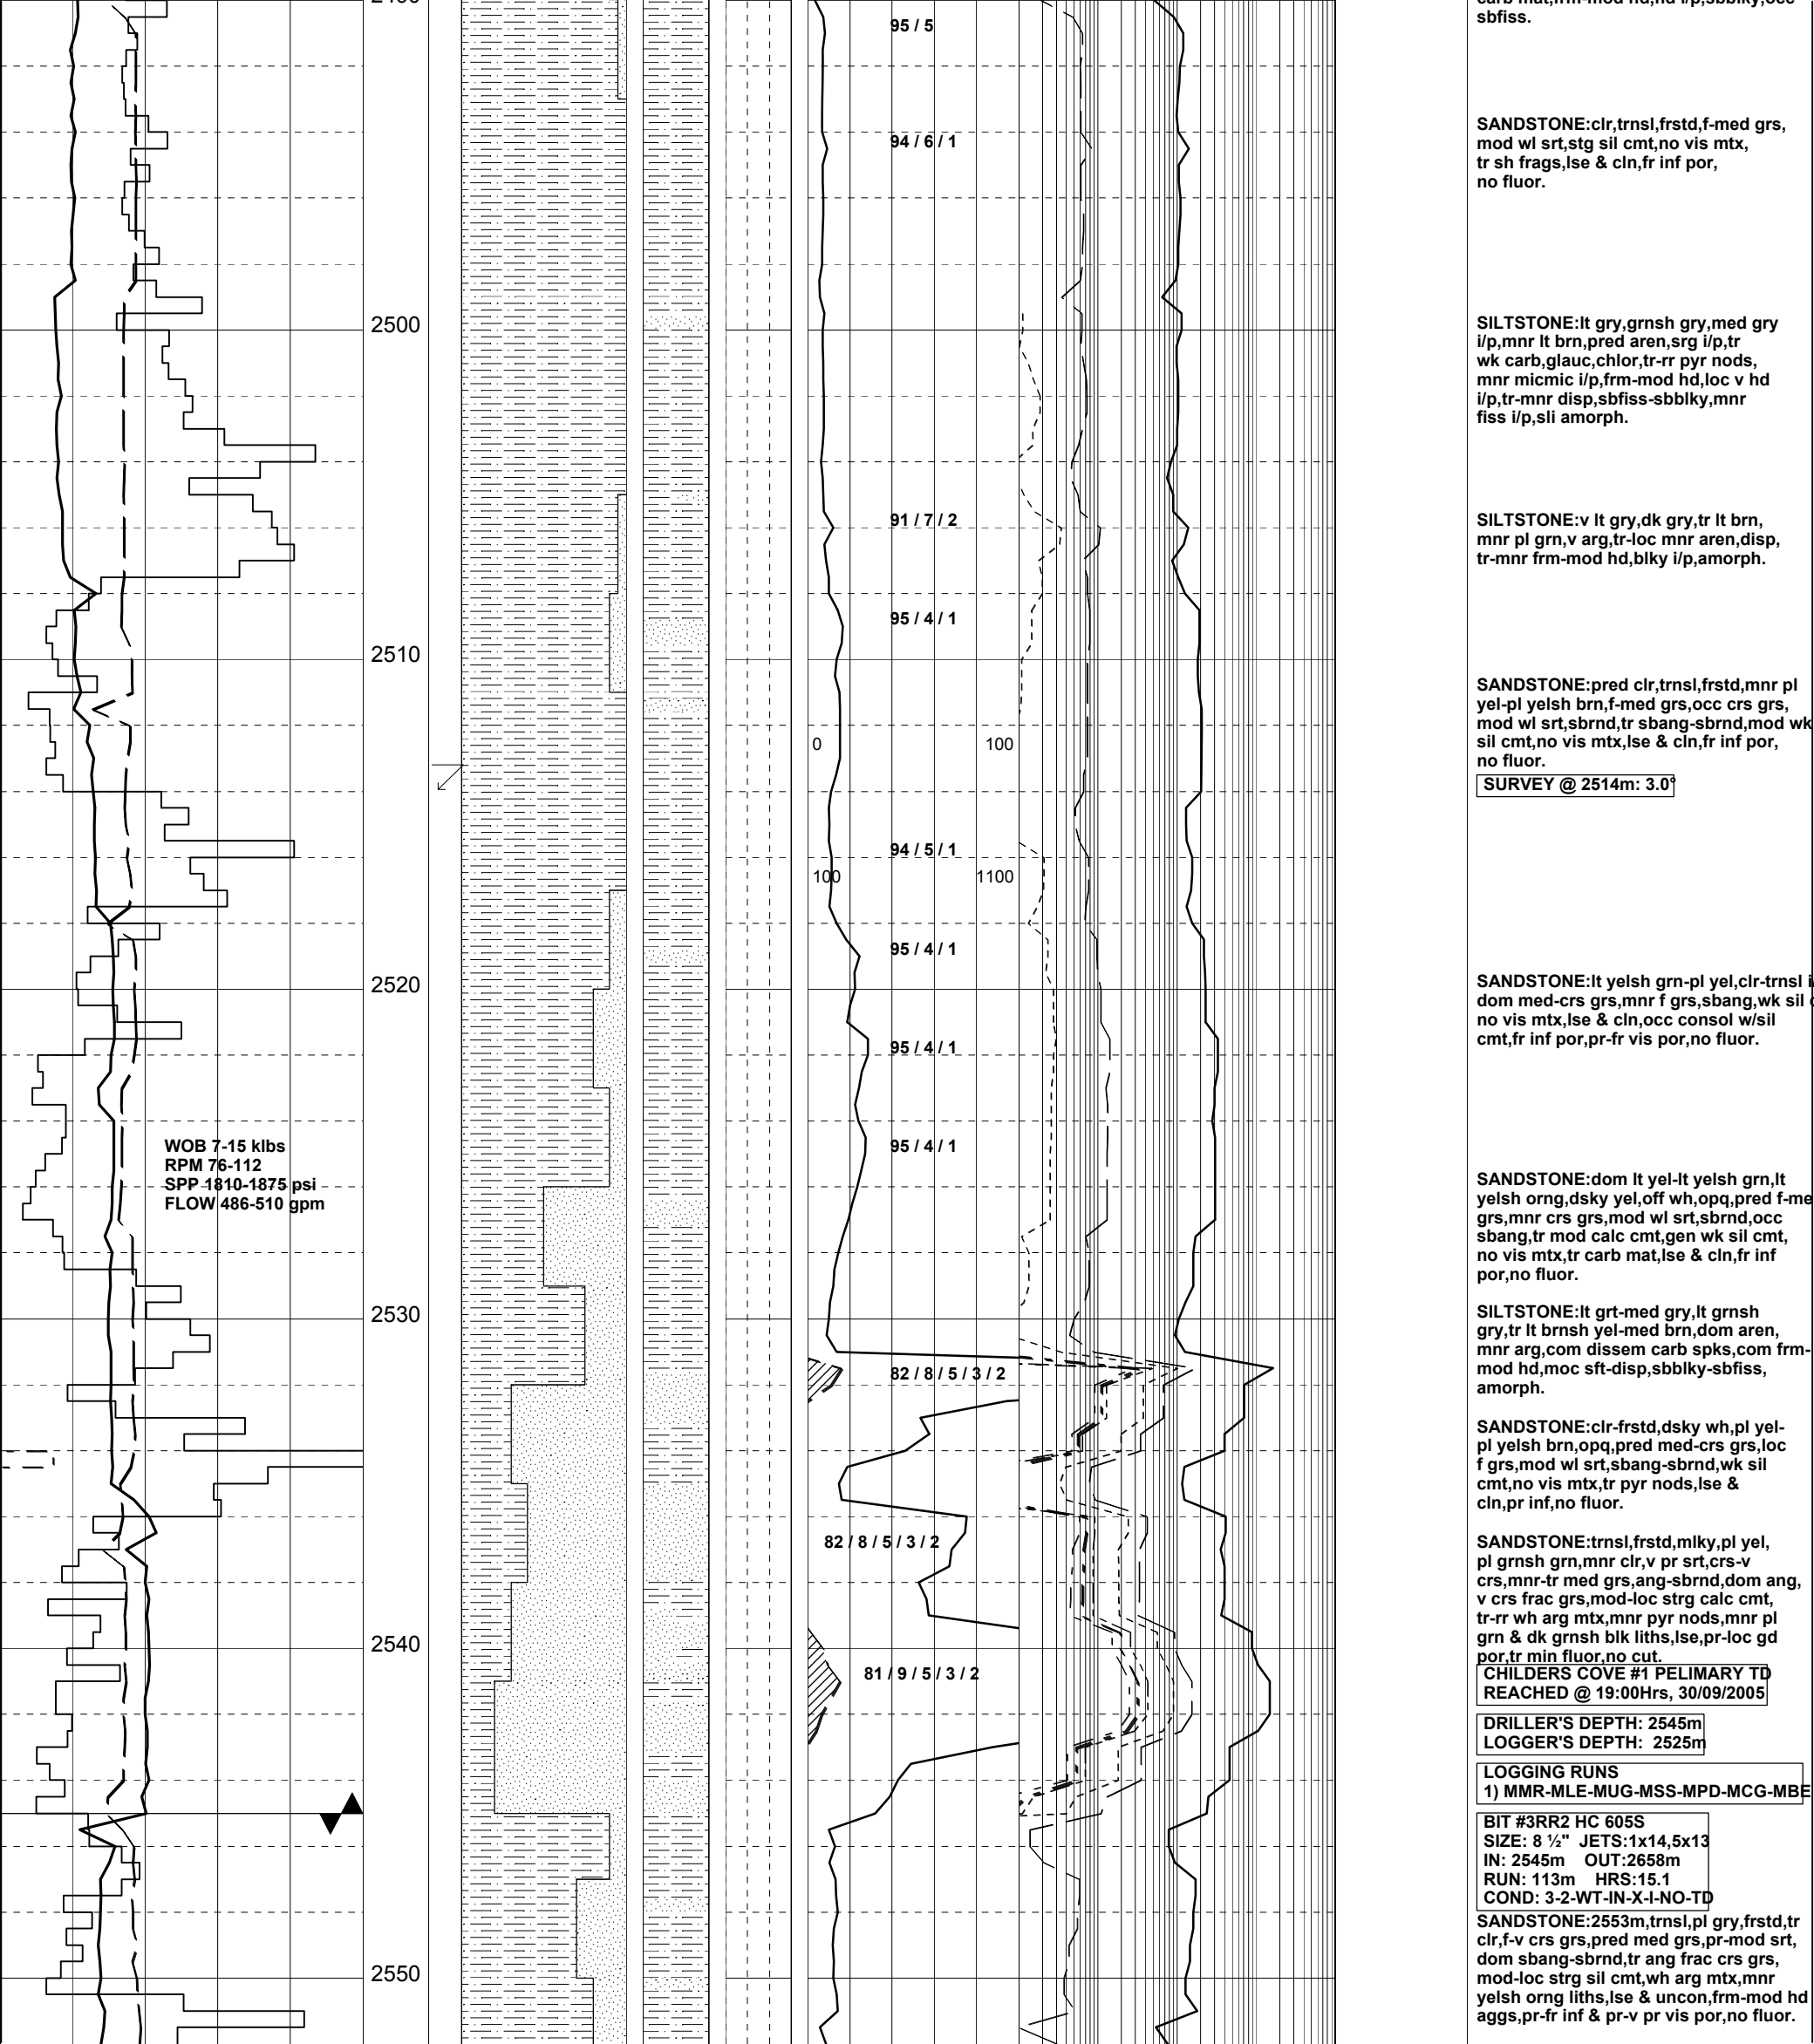 sbfiss.
95 / 5
SANDSTONE:clr,trnsl,frstd,f-med grs,
mod wl srt,stg sil cmt,no vis mtx,
tr sh frags,lse & cln,fr inf por,
no fluor.
94 / 6 / 1
2500
SILTSTONE:lt gry,grnsh gry,med gry
i/p,mnr lt brn,pred aren,srg i/p,tr
wk carb,glauc,chlor,tr-rr pyr nods,
mnr micmic i/p,frm-mod hd,loc v hd
i/p,tr-mnr disp,sbfiss-sbblky,mnr
fiss i/p,sli amorph.
91 / 7 / 2
SILTSTONE:v lt gry,dk gry,tr lt brn,
mnr pl grn,v arg,tr-loc mnr aren,disp,
tr-mnr frm-mod hd,blky i/p,amorph.
95 / 4 / 1
2510
SANDSTONE:pred clr,trnsl,frstd,mnr pl
yel-pl yelsh brn,f-med grs,occ crs grs,
mod wl srt,sbrnd,tr sbang-sbrnd,mod wk
sil cmt,no vis mtx,lse & cln,fr inf por,
no fluor.
0 100
SURVEY @ 2514m: 3.0°
94 / 5 / 1
100 1100
95 / 4 / 1
2520
SANDSTONE:lt yelsh grn-pl yel,clr-trnsl
dom med-crs grs,mnr f grs,sbang,wk sil
no vis mtx,lse & cln,occ consol w/sil
cmt,fr inf por,pr-fr vis por,no fluor.
95 / 4 / 1
WOB 7-15 klbs
RPM 76-112
SPP 1810-1875 psi
FLOW 486-510 gpm
95 / 4 / 1
SANDSTONE:dom lt yel-lt yelsh grn,lt
yelsh orng,dsky yel,off wh,opq,pred f-me
grs,mnr crs grs,mod wl srt,sbrnd,occ
sbang,tr mod calc cmt,gen wk sil cmt,
no vis mtx,tr carb mat,lse & cln,fr inf
por,no fluor.
2530
SILTSTONE:lt grt-med gry,lt grnsh
gry,tr lt brnsh yel-med brn,dom aren,
mnr arg,com dissem carb spks,com frm-
mod hd,moc sft-disp,sbblky-sbfiss,
amorph.
82 / 8 / 5 / 3 / 2
SANDSTONE:clr-frstd,dsky wh,pl yel-
pl yelsh brn,opq,pred med-crs grs,loc
f grs,mod wl srt,sbang-sbrnd,wk sil
cmt,no vis mtx,tr pyr nods,lse &
cln,pr inf,no fluor.
82 / 8 / 5 / 3 / 2
SANDSTONE:trnsl,frstd,mlky,pl yel,
pl grnsh grn,mnr clr,v pr srt,crs-v
crs,mnr-tr med grs,ang-sbrnd,dom ang,
v crs frac grs,mod-loc strg calc cmt,
tr-rr wh arg mtx,mnr pyr nods,mnr pl
grn & dk grnsh blk liths,lse,pr-loc gd
por,tr min fluor,no cut.
2540
81 / 9 / 5 / 3 / 2
CHILDERS COVE #1 PELIMARY TD
REACHED @ 19:00Hrs, 30/09/2005
DRILLER'S DEPTH: 2545m
LOGGER'S DEPTH: 2525m
LOGGING RUNS
1) MMR-MLE-MUG-MSS-MPD-MCG-MBE
BIT #3RR2 HC 605S
SIZE: 8 ½" JETS:1x14,5x13
IN: 2545m OUT:2658m
RUN: 113m HRS:15.1
COND: 3-2-WT-IN-X-I-NO-TD
SANDSTONE:2553m,trnsl,pl gry,frstd,tr
clr,f-v crs grs,pred med grs,pr-mod srt,
dom sbang-sbrnd,tr ang frac crs grs,
mod-loc strg sil cmt,wh arg mtx,mnr
yelsh orng liths,lse & uncon,frm-mod hd
aggs,pr-fr inf & pr-v pr vis por,no fluor.
2550